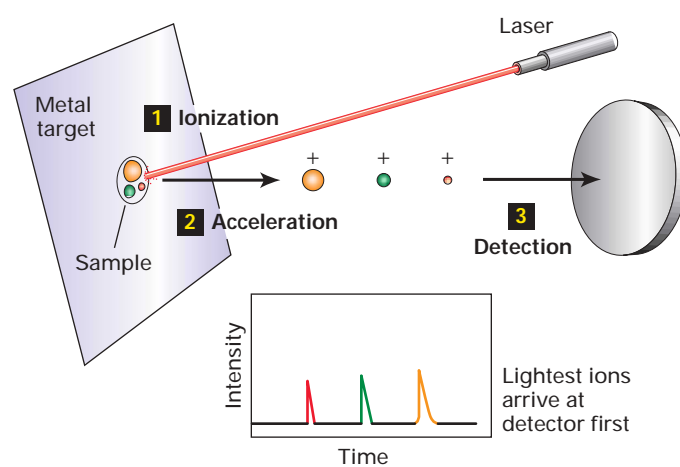 Laser
Metal
target
1 Ionization
+ + +
2 Acceleration
3
Detection
Sample
Intensity
Time
Lightest ions
arrive at
detector first